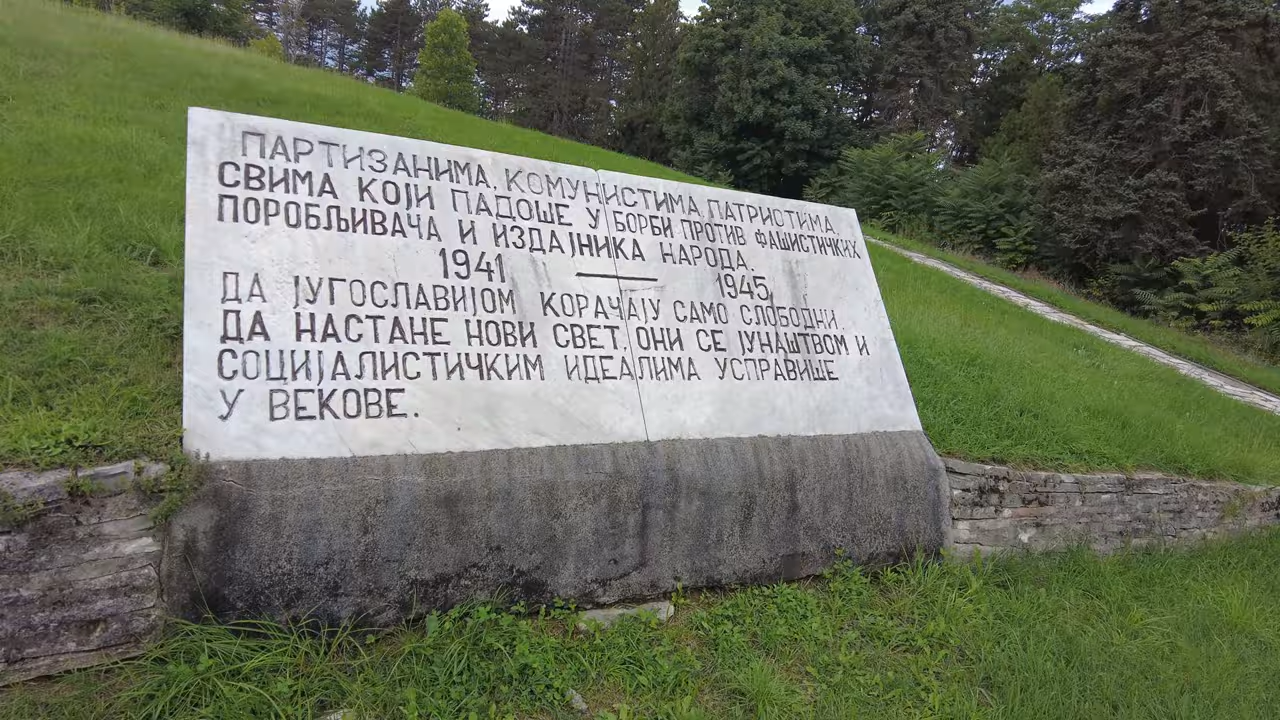 ПАРТИЗАНИМА, КОМУНИСТИМА, ПАТРИОТИМА,
СВИМА КОЈИ ПАДОШЕ У БОРБИ ПРОТИВ ФАШИСТИЧКИХ
ПОРОБЉИВАЧА И ИЗДАЈНИКА НАРОДА.
1941 — 1945
ДА ЈУГОСЛАВИЈОМ КОРАЧАЈУ САМО СЛОБОДНИ.
ДА НАСТАНЕ НОВИ СВЕТ, ОНИ СЕ ЈУНАШТВОМ И
СОЦИЈАЛИСТИЧКИМ ИДЕАЛИМА УСПРАВИШЕ
У ВЕКОВЕ.